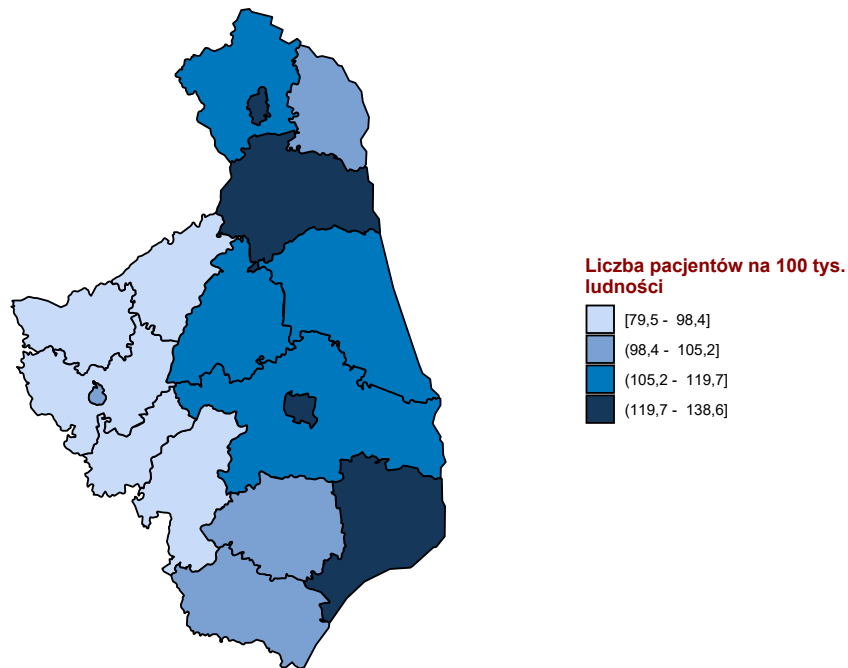 Liczba pacjentów na 100 tys.
ludności
[79,5 - 98,4]
(98,4 - 105,2]
(105,2 - 119,7]
(119,7 - 138,6]